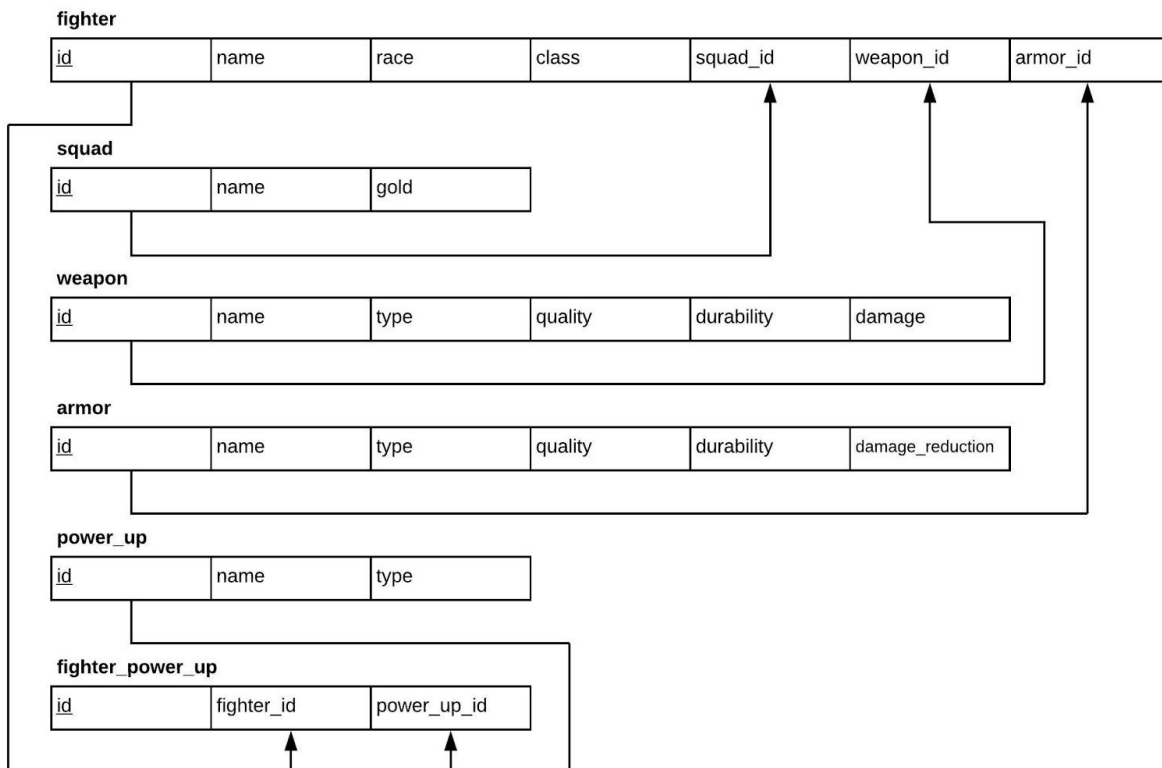 fighter
id name race class squad_id weapon_id armor_id
squad
id name gold
weapon
id name type quality durability damage
armor
id name type quality durability damage_reduction
power_up
id name type
fighter_power_up
id fighter_id power_up_id